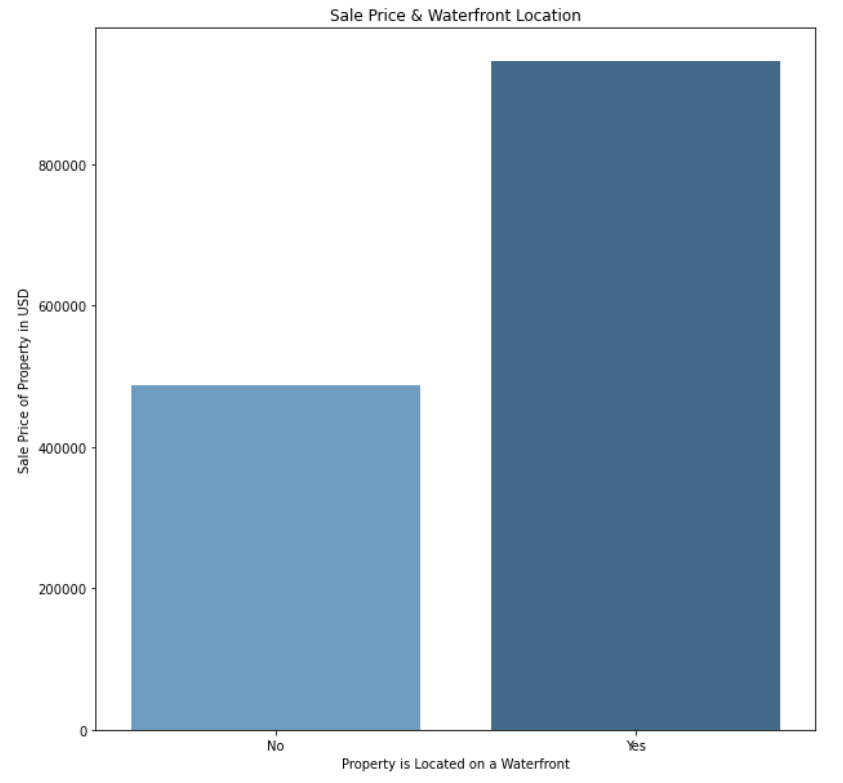 Sale Price & Waterfront Location
Sale Price of Property in USD
800000
600000
400000
200000
0
No
Yes
Property is Located on a Waterfront